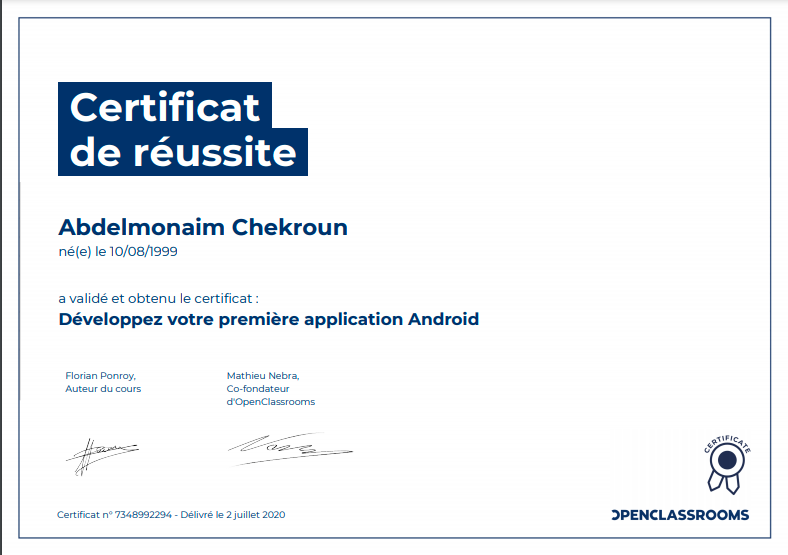 Certificat
de réussite
Abdelmonaim Chekroun
né(e) le 10/08/1999
a validé et obtenu le certificat :
Développez votre première application Android
Florian Ponroy,
Auteur du cours
Mathieu Nebra,
Co-fondateur
d'OpenClassrooms
CERTIFICATE
Certificat n° 7348992294 - Délivré le 2 juillet 2020
OPENCLASSROOMS